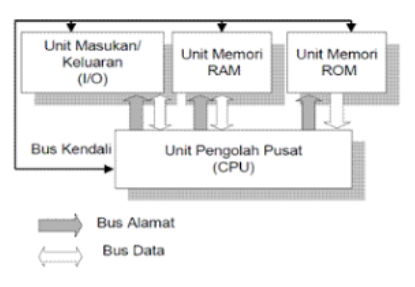 Unit Masukan/
Keluaran
(I/O)
Unit Memori
RAM
Unit Memori
ROM
Bus Kendali
Unit Pengolah Pusat
(CPU)
Bus Alamat
Bus Data